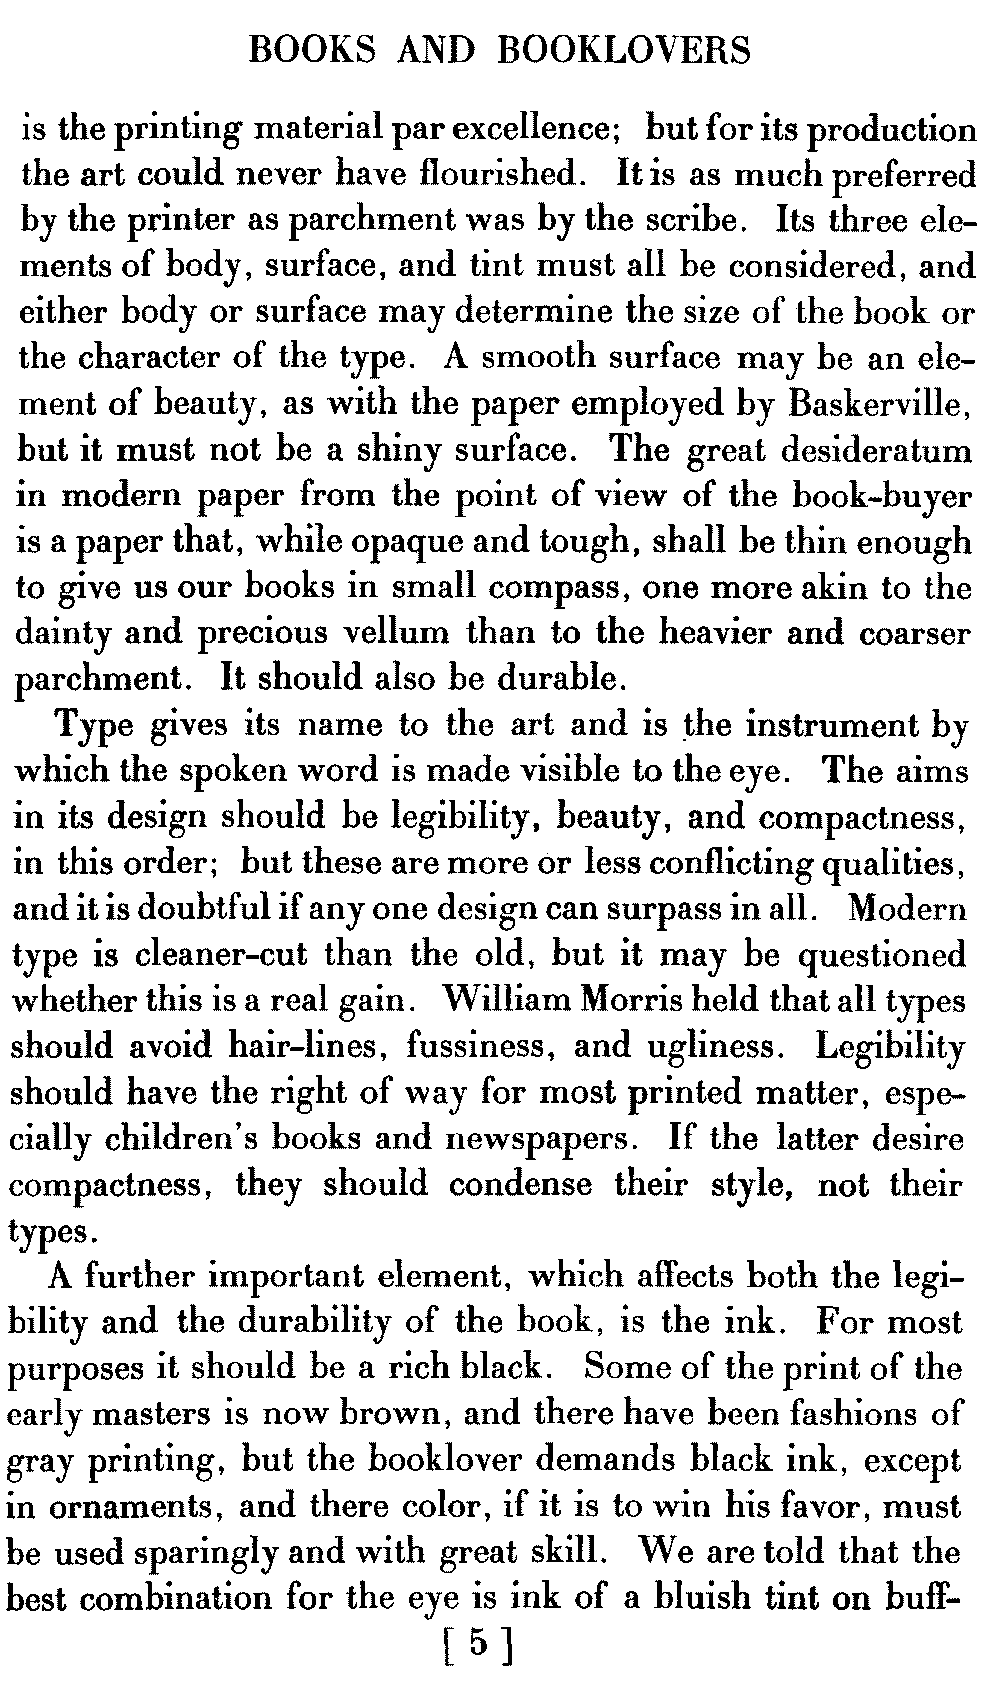 BOOKS AND BOOKLOVERS
is the printing material par excellence; but for its production
the art could never have flourished. It is as much preferred
by the printer as parchment was by the scribe. Its three ele-
ments of body, surface, and tint must all be considered, and
either body or surface may determine the size of the book or
the character of the type. A smooth surface may be an ele-
ment of beauty, as with the paper employed by Baskerville,
but it must not be a shiny surface. The great desideratum
in modern paper from the point of view of the book-buyer
is a paper that, while opaque and tough, shall be thin enough
to give us our books in small compass, one more akin to the
dainty and precious vellum than to the heavier and coarser
parchment. It should also be durable.
Type gives its name to the art and is the instrument by
which the spoken word is made visible to the eye. The aims
in its design should be legibility, beauty, and compactness,
in this order; but these are more or less conflicting qualities,
and it is doubtful if any one design can surpass in all. Modern
type is cleaner-cut than the old, but it may be questioned
whether this is a real gain. William Morris held that all types
should avoid hair-lines, fussiness, and ugliness. Legibility
should have the right of way for most printed matter, espe-
cially children's books and newspapers. If the latter desire
compactness, they should condense their style, not their
types.
A further important element, which affects both the legi-
bility and the durability of the book, is the ink. For most
purposes it should be a rich black. Some of the print of the
early masters is now brown, and there have been fashions of
gray printing, but the booklover demands black ink, except
in ornaments, and there color, if it is to win his favor, must
be used sparingly and with great skill. We are told that the
best combination for the eye is ink of a bluish tint on buff-
[ 5 ]